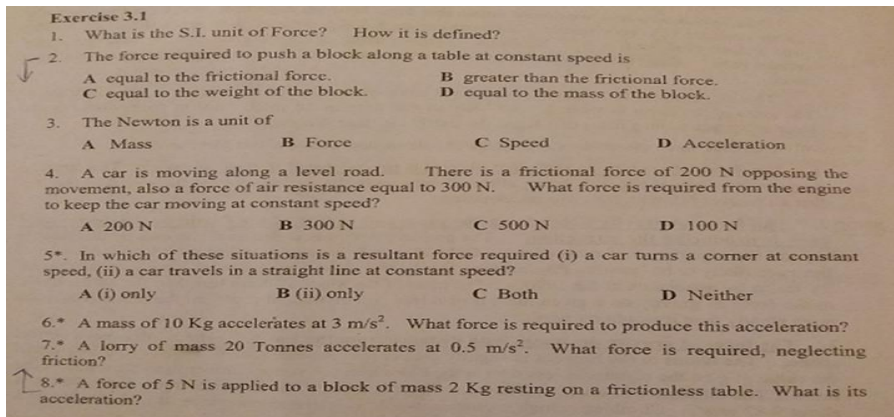 Exercise 3.1
1. What is the S.I. unit of Force? How it is defined?
2. The force required to push a block along a table at constant speed is
A equal to the frictional force. B greater than the frictional force.
C equal to the weight of the block. D equal to the mass of the block.
3. The Newton is a unit of
A Mass B Force C Speed D Acceleration
4. A car is moving along a level road. There is a frictional force of 200 N opposing the
movement, also a force of air resistance equal to 300 N. What force is required from the engine
to keep the car moving at constant speed?
A 200 N B 300 N C 500 N D 100 N
5*. In which of these situations is a resultant force required (i) a car turns a corner at constant
speed, (ii) a car travels in a straight line at constant speed?
A (i) only B (ii) only C Both D Neither
6.* A mass of 10 Kg accelerates at 3 m/s². What force is required to produce this acceleration?
7.* A lorry of mass 20 Tonnes accelerates at 0.5 m/s². What force is required, neglecting
friction?
8.* A force of 5 N is applied to a block of mass 2 Kg resting on a frictionless table. What is its
acceleration?